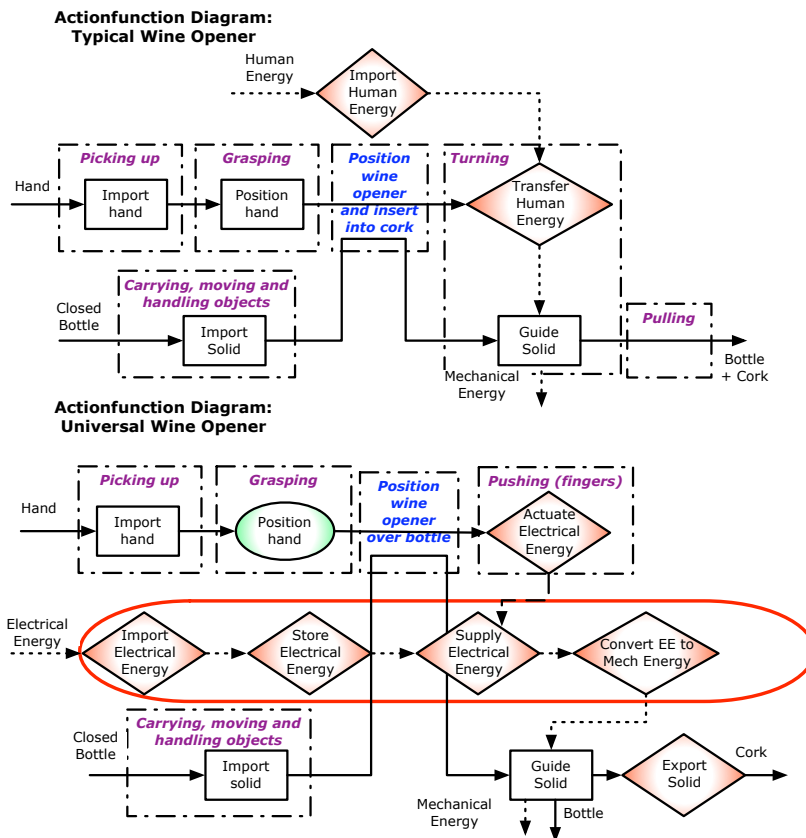 Actionfunction Diagram:
Typical Wine Opener
Human
Energy
Import
Human
Energy
Picking up
Grasping
Position
wine
opener
and insert
into cork
Turning
Hand
Import
hand
Position
hand
Transfer
Human
Energy
Carrying, moving and
handling objects
Closed
Bottle
Import
Solid
Guide
Solid
Pulling
Mechanical
Energy
Bottle
+ Cork
Actionfunction Diagram:
Universal Wine Opener
Picking up
Grasping
Position
wine
opener
over bottle
Pushing (fingers)
Hand
Import
hand
Position
hand
Actuate
Electrical
Energy
Electrical
Energy
Import
Electrical
Energy
Store
Electrical
Energy
Supply
Electrical
Energy
Convert EE to
Mech Energy
Carrying, moving and
handling objects
Closed
Bottle
Import
solid
Guide
Solid
Export
Solid
Cork
Mechanical
Energy
Bottle